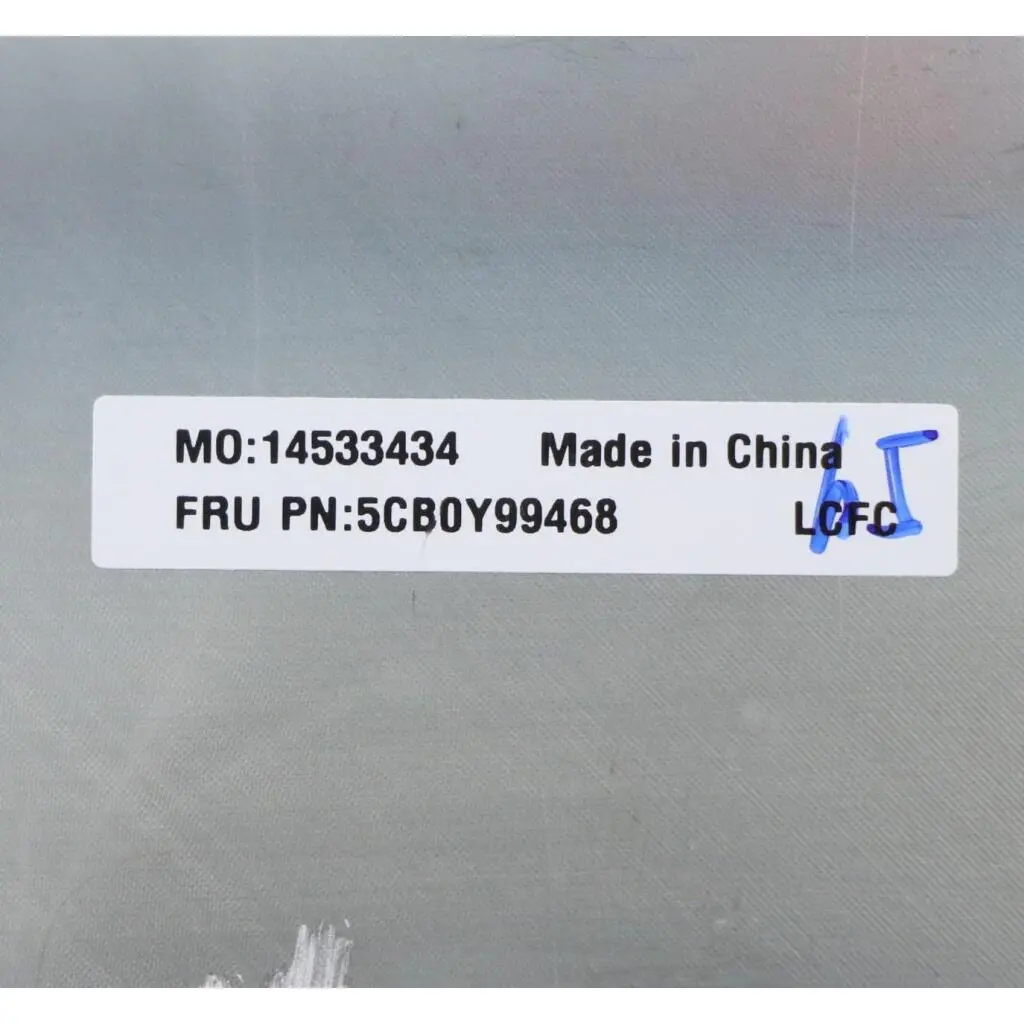 MO:14533434 Made in China
FRU PN:5CB0Y99468 LCFC